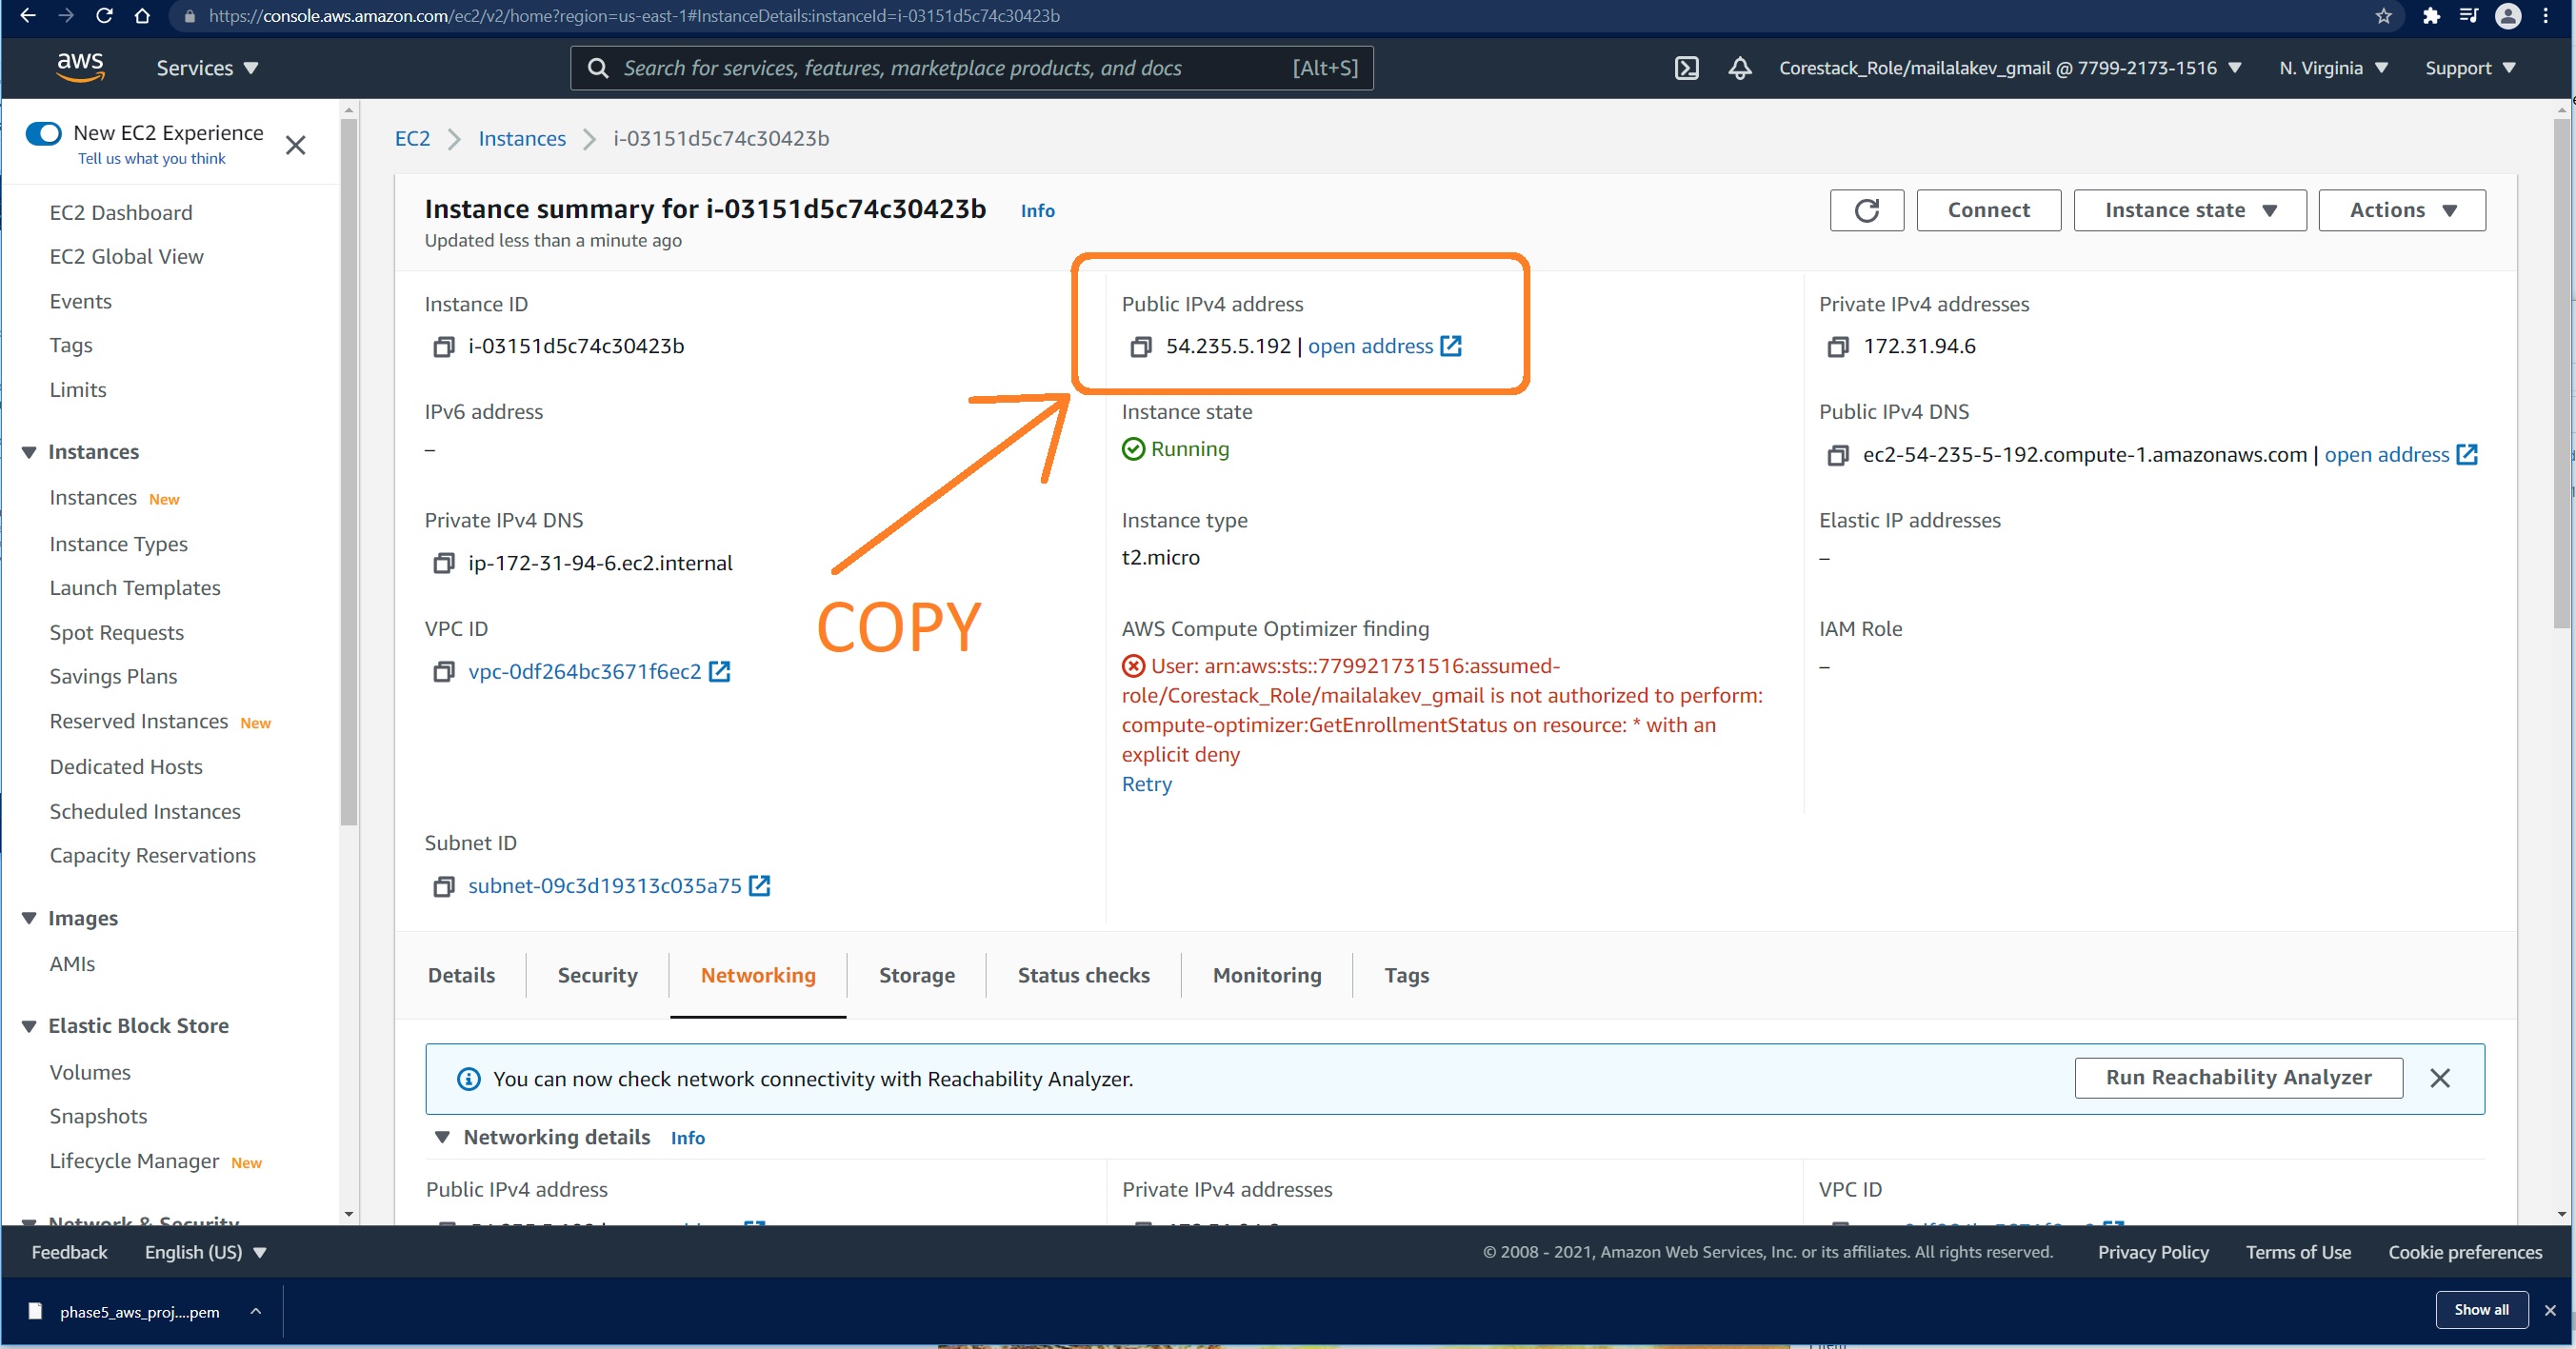 https://console.aws.amazon.com/ec2/v2/home?region=us-east-1#InstanceDetails:instanceId=i-03151d5c74c30423b
aws
Services
Search for services, features, marketplace products, and docs
[Alt+S]
Corestack_Role/mailalakev_gmail @ 7799-2173-1516
N. Virginia
Support
New EC2 Experience
Tell us what you think
EC2 Dashboard
EC2 Global View
Events
Tags
Limits
Instances
Instances New
Instance Types
Launch Templates
Spot Requests
Savings Plans
Reserved Instances New
Dedicated Hosts
Scheduled Instances
Capacity Reservations
Images
AMIs
Elastic Block Store
Volumes
Snapshots
Lifecycle Manager New
Network & Security
EC2
Instances
i-03151d5c74c30423b
Instance summary for i-03151d5c74c30423b
Info
Updated less than a minute ago
Connect
Instance state
Actions
Instance ID
i-03151d5c74c30423b
Public IPv4 address
54.235.5.192 | open address
Private IPv4 addresses
172.31.94.6
IPv6 address
–
Instance state
Running
Public IPv4 DNS
ec2-54-235-5-192.compute-1.amazonaws.com | open address
Private IPv4 DNS
ip-172-31-94-6.ec2.internal
Instance type
t2.micro
Elastic IP addresses
–
COPY
VPC ID
vpc-0df264bc3671f6ec2
AWS Compute Optimizer finding
User: arn:aws:sts::779921731516:assumed-
role/Corestack_Role/mailalakev_gmail is not authorized to perform:
compute-optimizer:GetEnrollmentStatus on resource: * with an
explicit deny
Retry
IAM Role
–
Subnet ID
subnet-09c3d19313c035a75
Details
Security
Networking
Storage
Status checks
Monitoring
Tags
You can now check network connectivity with Reachability Analyzer.
Run Reachability Analyzer
Networking details
Info
Public IPv4 address
Private IPv4 addresses
VPC ID
Feedback
English (US)
© 2008 - 2021, Amazon Web Services, Inc. or its affiliates. All rights reserved.
Privacy Policy
Terms of Use
Cookie preferences
phase5_aws_proj....pem
Show all